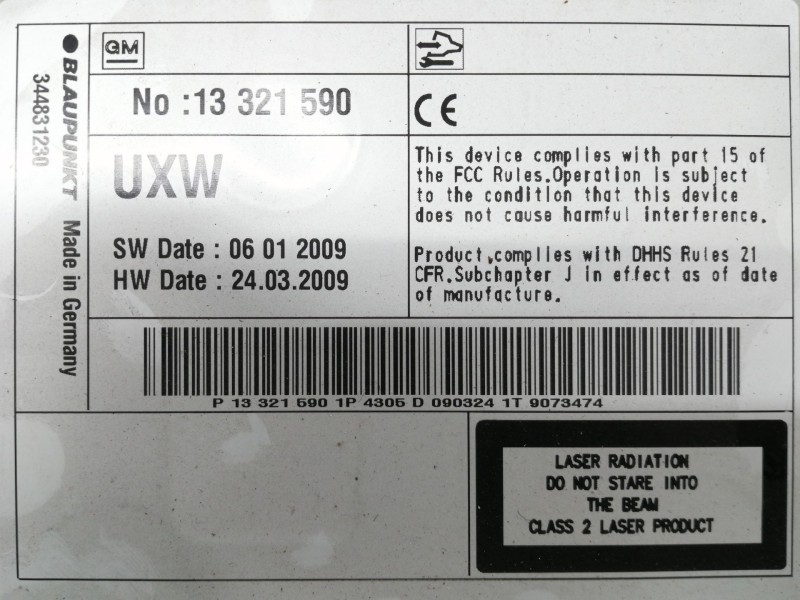 BLAUPUNKT Made in Germany
344831230
GM
No :13 321 590
CE
UXW
SW Date : 06 01 2009
HW Date : 24.03.2009
This device complies with part 15 of
the FCC Rules.Operation is subject
to the condition that this device
does not cause harmful interference.
Product,complies with DHHS Rules 21
CFR.Subchapter J in effect as of date
of manufacture.
P 13 321 590 1P 4305 D 090324 1T 9073474
LASER RADIATION
DO NOT STARE INTO
THE BEAM
CLASS 2 LASER PRODUCT